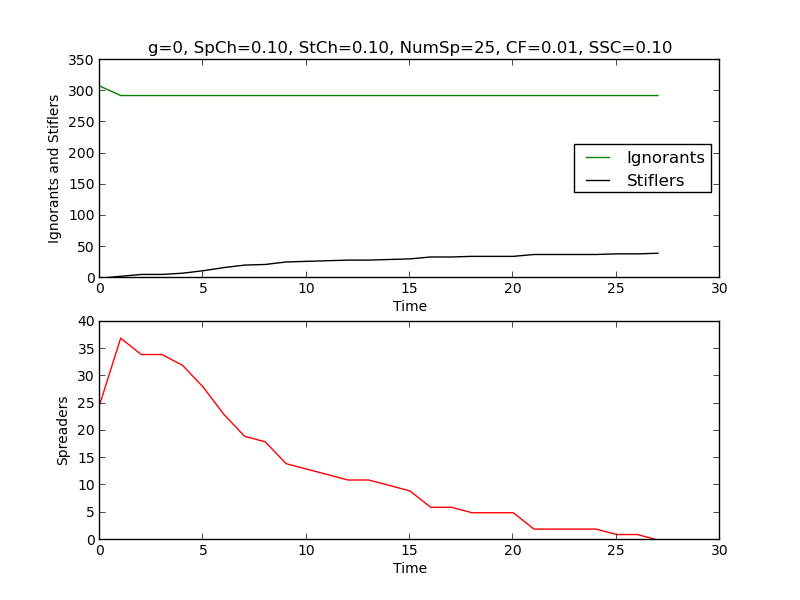 g=0, SpCh=0.10, StCh=0.10, NumSp=25, CF=0.01, SSC=0.10
350
300
250
200
150
100
50
0
Ignorants and Stiflers
Ignorants
Stiflers
0 5 10 15 20 25 30
Time
40
35
30
25
20
15
10
5
0
Spreaders
0 5 10 15 20 25 30
Time